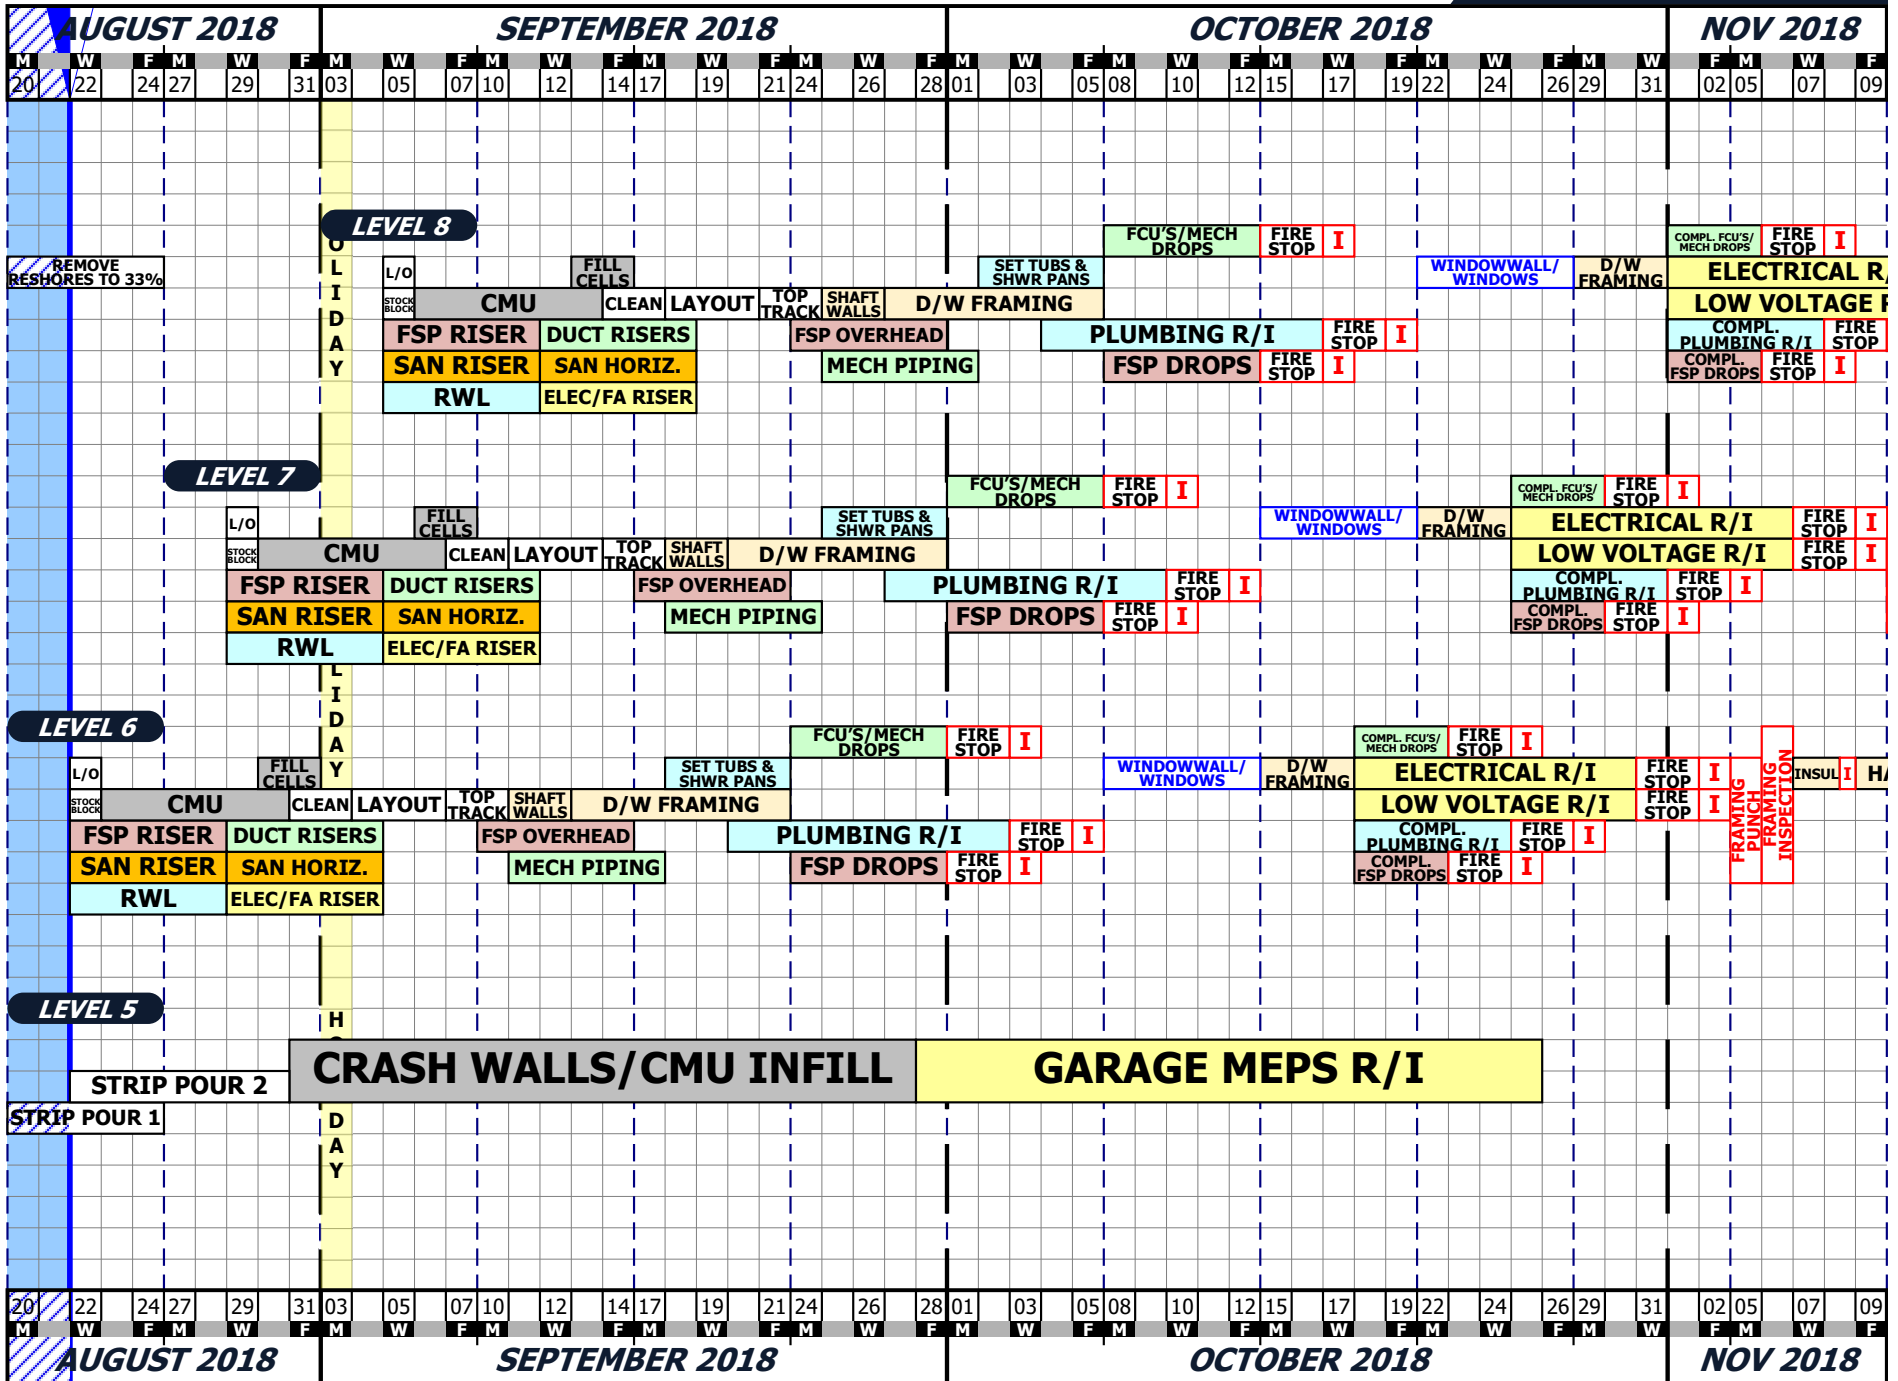 AUGUST 2018 SEPTEMBER 2018 OCTOBER 2018 NOV 2018
M W F M W F M W F M W F M W F M W F M W F M W F M W F M W F M W F M W F
20 22 24 27 29 31 03 05 07 10 12 14 17 19 21 24 26 28 01 03 05 08 10 12 15 17 19 22 24 26 29 31 02 05 07 09
LEVEL 8
O
L
I
D
A
Y
FCU'S/MECH
DROPS
FIRE
STOP
I
COMPL. FCU'S/
MECH DROPS
FIRE
STOP
I
REMOVE
RESHORES TO 33%
L/O
FILL
CELLS
SET TUBS &
SHWR PANS
WINDOWWALL/
WINDOWS
D/W
FRAMING
ELECTRICAL R/
STOCK
BLOCK
CMU
CLEAN
LAYOUT
TOP
TRACK
SHAFT
WALLS
D/W FRAMING
LOW VOLTAGE R
FSP RISER
DUCT RISERS
FSP OVERHEAD
PLUMBING R/I
FIRE
STOP
I
COMPL.
PLUMBING R/I
FIRE
STOP
SAN RISER
SAN HORIZ.
MECH PIPING
FSP DROPS
FIRE
STOP
I
COMPL.
FSP DROPS
FIRE
STOP
I
RWL
ELEC/FA RISER
LEVEL 7
FCU'S/MECH
DROPS
FIRE
STOP
I
COMPL. FCU'S/
MECH DROPS
FIRE
STOP
I
L/O
FILL
CELLS
SET TUBS &
SHWR PANS
WINDOWWALL/
WINDOWS
D/W
FRAMING
ELECTRICAL R/I
FIRE
STOP
I
STOCK
BLOCK
CMU
CLEAN
LAYOUT
TOP
TRACK
SHAFT
WALLS
D/W FRAMING
LOW VOLTAGE R/I
FIRE
STOP
I
FSP RISER
DUCT RISERS
FSP OVERHEAD
PLUMBING R/I
FIRE
STOP
I
COMPL.
PLUMBING R/I
FIRE
STOP
I
SAN RISER
SAN HORIZ.
MECH PIPING
FSP DROPS
FIRE
STOP
I
COMPL.
FSP DROPS
FIRE
STOP
I
RWL
ELEC/FA RISER
L
I
D
A
Y
LEVEL 6
FCU'S/MECH
DROPS
FIRE
STOP
I
COMPL. FCU'S/
MECH DROPS
FIRE
STOP
I
L/O
FILL
CELLS
SET TUBS &
SHWR PANS
WINDOWWALL/
WINDOWS
D/W
FRAMING
ELECTRICAL R/I
FIRE
STOP
I
FRAMING
PUNCH
FRAMING
INSPECTION
INSUL
I
HA
STOCK
BLOCK
CMU
CLEAN
LAYOUT
TOP
TRACK
SHAFT
WALLS
D/W FRAMING
LOW VOLTAGE R/I
FIRE
STOP
I
FSP RISER
DUCT RISERS
FSP OVERHEAD
PLUMBING R/I
FIRE
STOP
I
COMPL.
PLUMBING R/I
FIRE
STOP
I
SAN RISER
SAN HORIZ.
MECH PIPING
FSP DROPS
FIRE
STOP
I
COMPL.
FSP DROPS
FIRE
STOP
I
RWL
ELEC/FA RISER
LEVEL 5
H
CRASH WALLS/CMU INFILL
GARAGE MEPS R/I
STRIP POUR 2
STRIP POUR 1
D
A
Y
20 22 24 27 29 31 03 05 07 10 12 14 17 19 21 24 26 28 01 03 05 08 10 12 15 17 19 22 24 26 29 31 02 05 07 09
M W F M W F M W F M W F M W F M W F M W F M W F M W F M W F M W F M W F
AUGUST 2018 SEPTEMBER 2018 OCTOBER 2018 NOV 2018